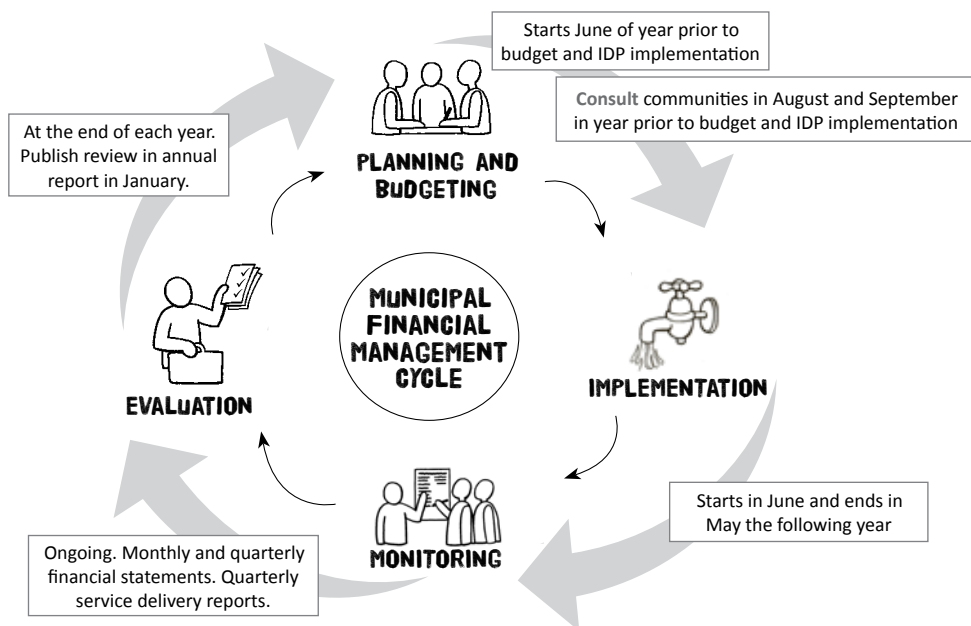 Starts June of year prior to
budget and IDP implementation
Consult communities in August and September
in year prior to budget and IDP implementation
At the end of each year.
Publish review in annual
report in January.
PLANNING AND
BUDGETING
MUNICIPAL
FINANCIAL
MANAGEMENT
CYCLE
IMPLEMENTATION
EVALUATION
Starts in June and ends in
May the following year
MONITORING
Ongoing. Monthly and quarterly
financial statements. Quarterly
service delivery reports.